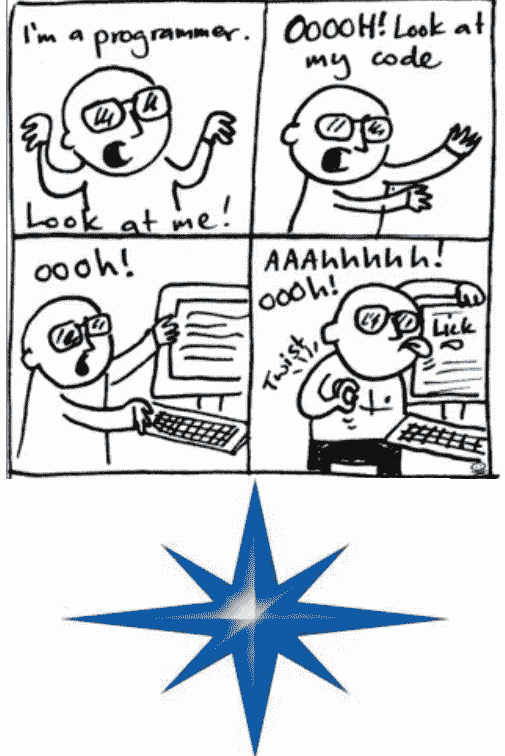 I'm a programmer.
Look at me!
OOOOH! Look at
my code
oooh!
AAAhhhhh!
oooh!
Lick
Twist